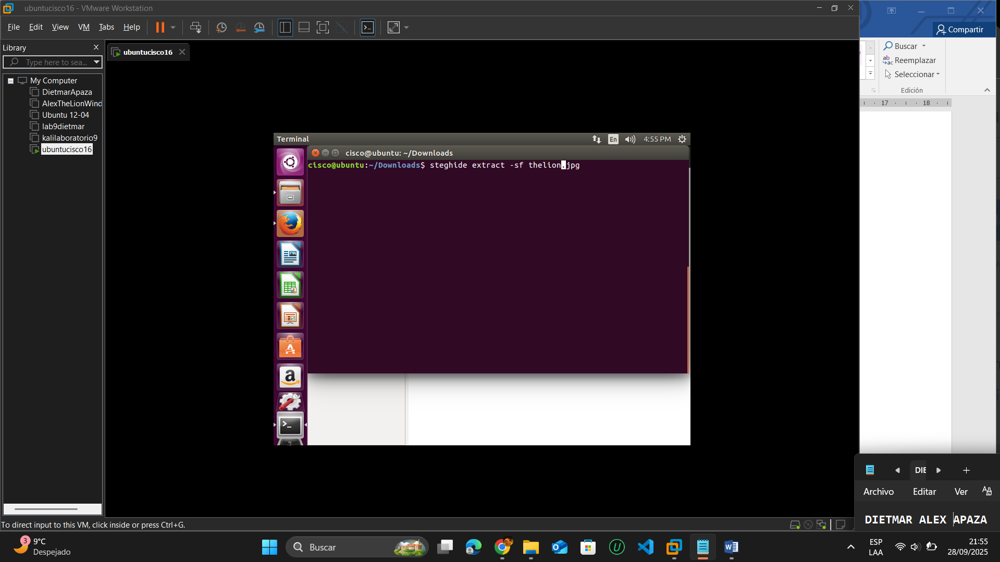 ubuntucisco16 - VMware Workstation
File Edit View VM Tabs Help
Library
Type here to sea...
My Computer
DietmarApaza
AlexTheLionWind
Ubuntu 12-04
lab9dietmar
kalilaboratorio9
ubuntucisco16
ubuntucisco16
Terminal
En
4:55 PM
cisco@ubuntu: ~/Downloads
cisco@ubuntu:~/Downloads$ steghide extract -sf thelion.jpg
To direct input to this VM, click inside or press Ctrl+G.
Compartir
Buscar
Reemplazar
Seleccionar
Edición
17 18
DIE
Archivo Editar Ver
DIETMAR ALEX APAZA
3
9°C
Despejado
Buscar
ESP
LAA
21:55
28/09/2025